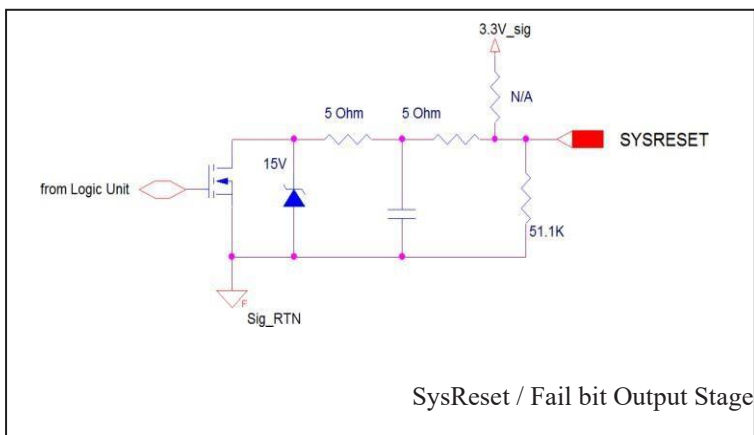 3.3V_sig
N/A
5 Ohm
5 Ohm
SYSRESET
15V
from Logic Unit
51.1K
F
Sig_RTN
SysReset / Fail bit Output Stage